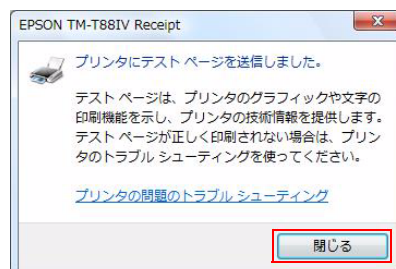 EPSON TM-T88IV Receipt
プリンタにテスト ページを送信しました。
テスト ページは、プリンタのグラフィックや文字の
印刷機能を示し、プリンタの技術情報を提供します。
テスト ページが正しく印刷されない場合は、プリン
タのトラブル シューティングを使ってください。
プリンタの問題のトラブル シューティング
閉じる